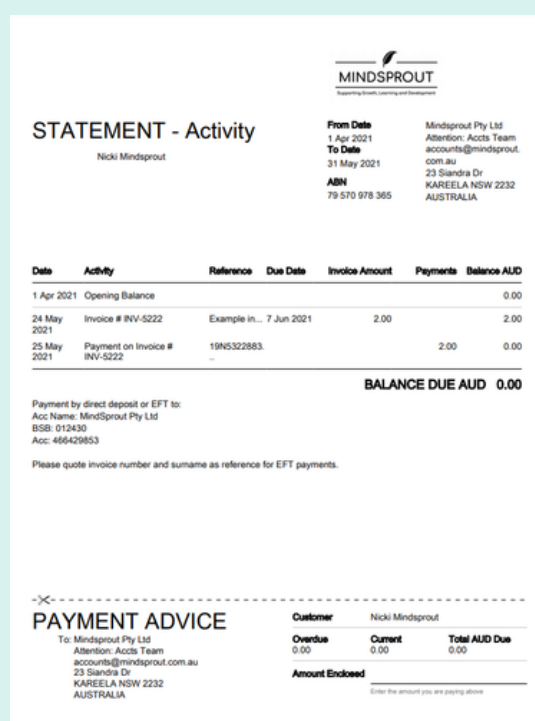 MINDSPROUT
Supporting Growth, Learning and Development
STATEMENT - Activity
Nicki Mindsprout
From Date
1 Apr 2021
To Date
31 May 2021
ABN
79 570 978 365
Mindsprout Pty Ltd
Attention: Accts Team
accounts@mindsprout.
com.au
23 Siandra Dr
KAREELA NSW 2232
AUSTRALIA
Date Activity Reference Due Date Invoice Amount Payments Balance AUD
1 Apr 2021 Opening Balance 0.00
24 May Invoice # INV-5222 Example in... 7 Jun 2021 2.00 2.00
2021
25 May Payment on Invoice # 19N5322883. 2.00 0.00
2021 INV-5222 ..
BALANCE DUE AUD 0.00
Payment by direct deposit or EFT to:
Acc Name: MindSprout Pty Ltd
BSB: 012430
Acc: 466429853
Please quote invoice number and surname as reference for EFT payments.
PAYMENT ADVICE
To: Mindsprout Pty Ltd
Attention: Accts Team
accounts@mindsprout.com.au
23 Siandra Dr
KAREELA NSW 2232
AUSTRALIA
Customer Nicki Mindsprout
Overdue Current Total AUD Due
0.00 0.00 0.00
Amount Enclosed
Enter the amount you are paying above